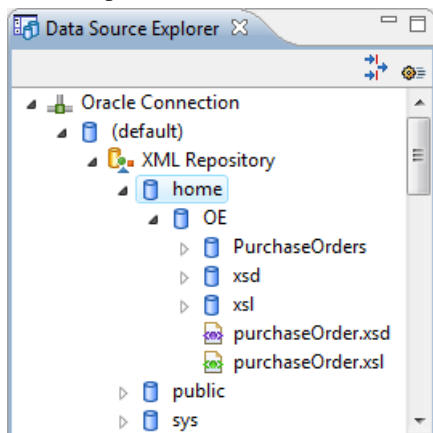 Data Source Explorer
Oracle Connection
(default)
XML Repository
home
OE
PurchaseOrders
xsd
xsl
purchaseOrder.xsd
purchaseOrder.xsl
public
sys